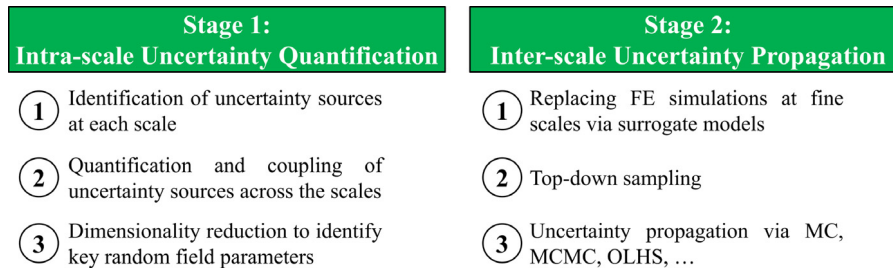 Stage 1:
Intra-scale Uncertainty Quantification
1 Identification of uncertainty sources
at each scale
2 Quantification and coupling of
uncertainty sources across the scales
3 Dimensionality reduction to identify
key random field parameters
Stage 2:
Inter-scale Uncertainty Propagation
1 Replacing FE simulations at fine
scales via surrogate models
2 Top-down sampling
3 Uncertainty propagation via MC,
MCMC, OLHS, …